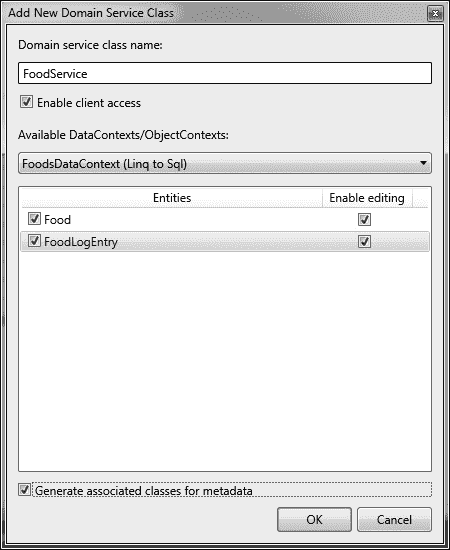 Add New Domain Service Class
Domain service class name:
FoodService
Enable client access
Available DataContexts/ObjectContexts:
FoodsDataContext (Linq to Sql)
Entities Enable editing
Food
FoodLogEntry
Generate associated classes for metadata
OK Cancel